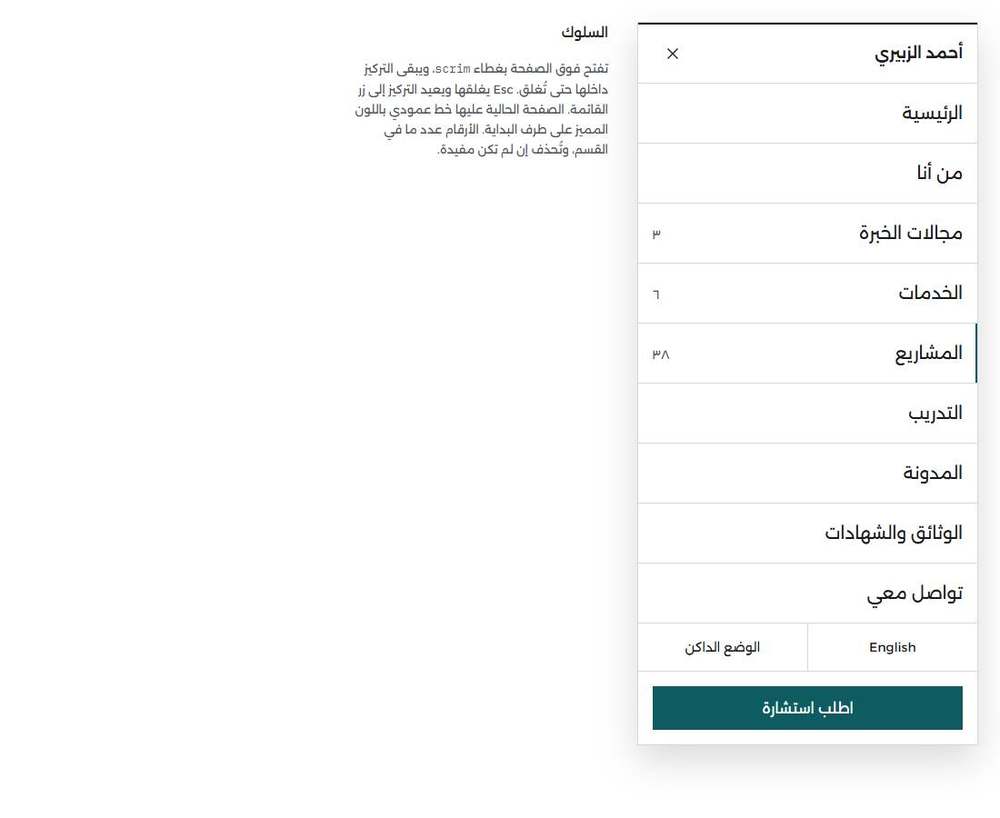 أحمد الزبيري
×
الرئيسية
من أنا
مجالات الخبرة ٣
الخدمات ٦
المشاريع ٣٨
التدريب
المدونة
الوثائق والشهادات
تواصل معي
English
الوضع الداكن
اطلب استشارة
السلوك
تفتح فوق الصفحة بغطاء scrim، ويبقى التركيز
داخلها حتى تُغلق. Esc يغلقها ويعيد التركيز إلى زر
القائمة. الصفحة الحالية عليها خط عمودي باللون
المميز على طرف البداية. الأرقام عدد ما في
القسم، وتُحذف إن لم تكن مفيدة.